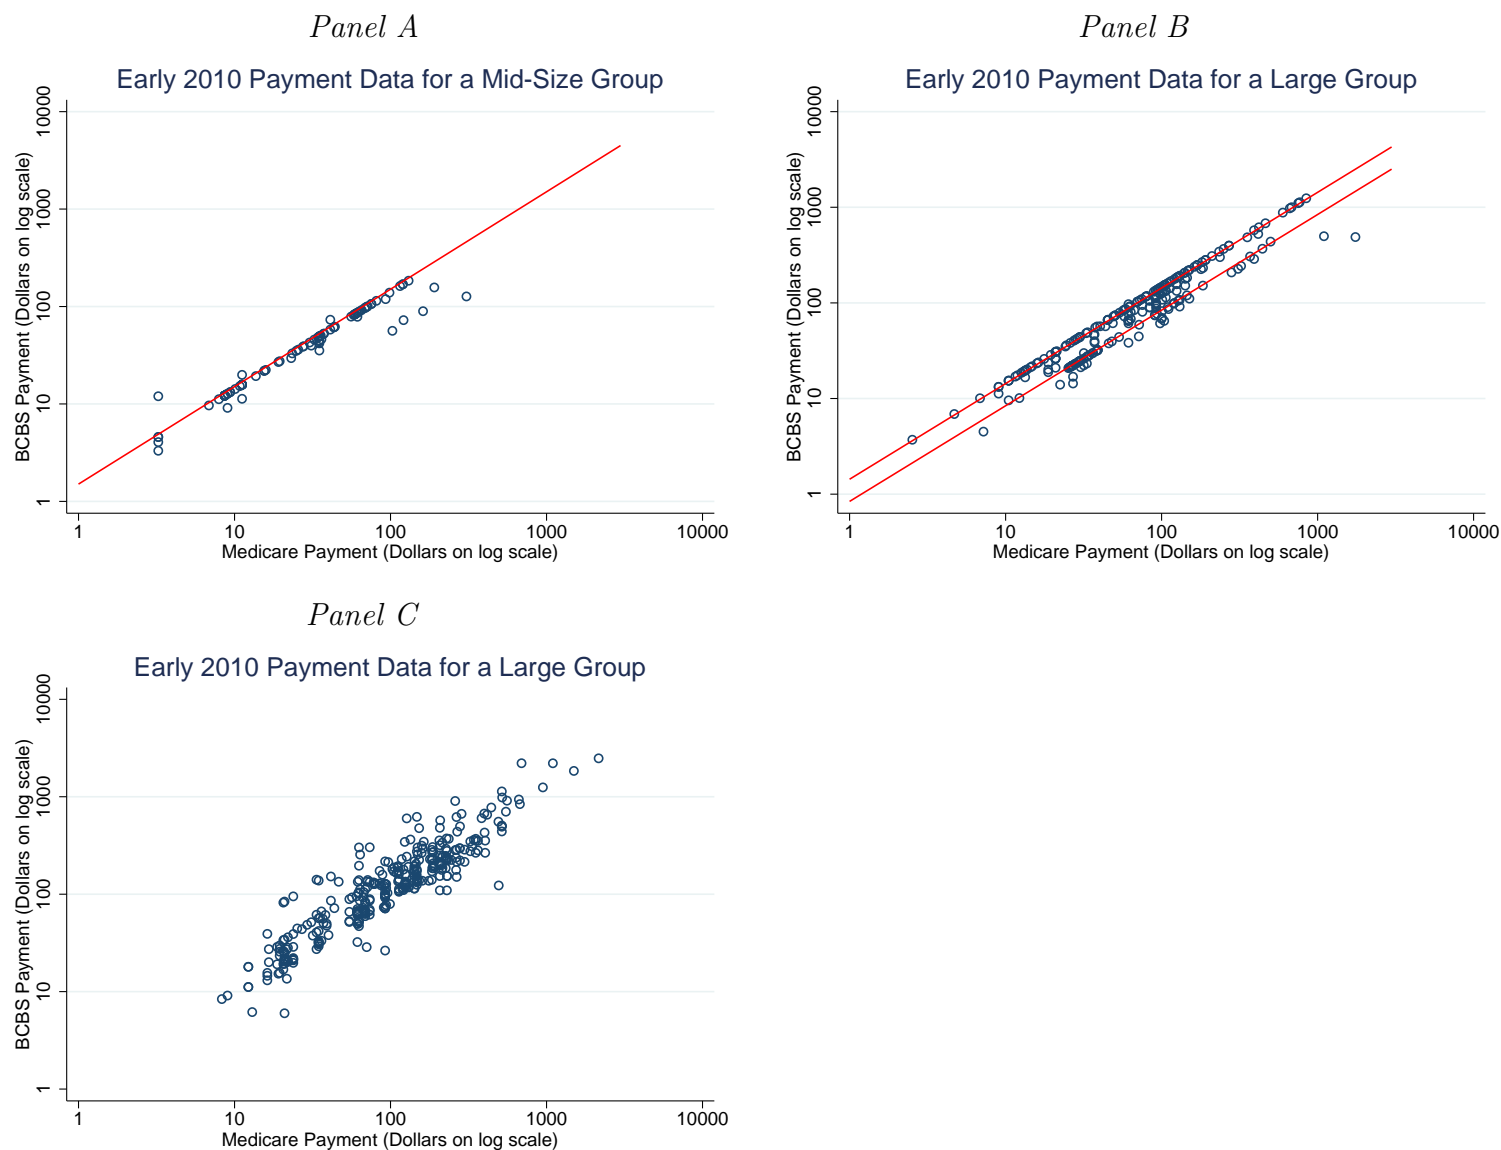 Panel A
Early 2010 Payment Data for a Mid-Size Group
BCBS Payment (Dollars on log scale)
10000
1000
100
10
1
1 10 100 1000 10000
Medicare Payment (Dollars on log scale)
Panel B
Early 2010 Payment Data for a Large Group
BCBS Payment (Dollars on log scale)
10000
1000
100
10
1
1 10 100 1000 10000
Medicare Payment (Dollars on log scale)
Panel C
Early 2010 Payment Data for a Large Group
BCBS Payment (Dollars on log scale)
10000
1000
100
10
1
1 10 100 1000 10000
Medicare Payment (Dollars on log scale)